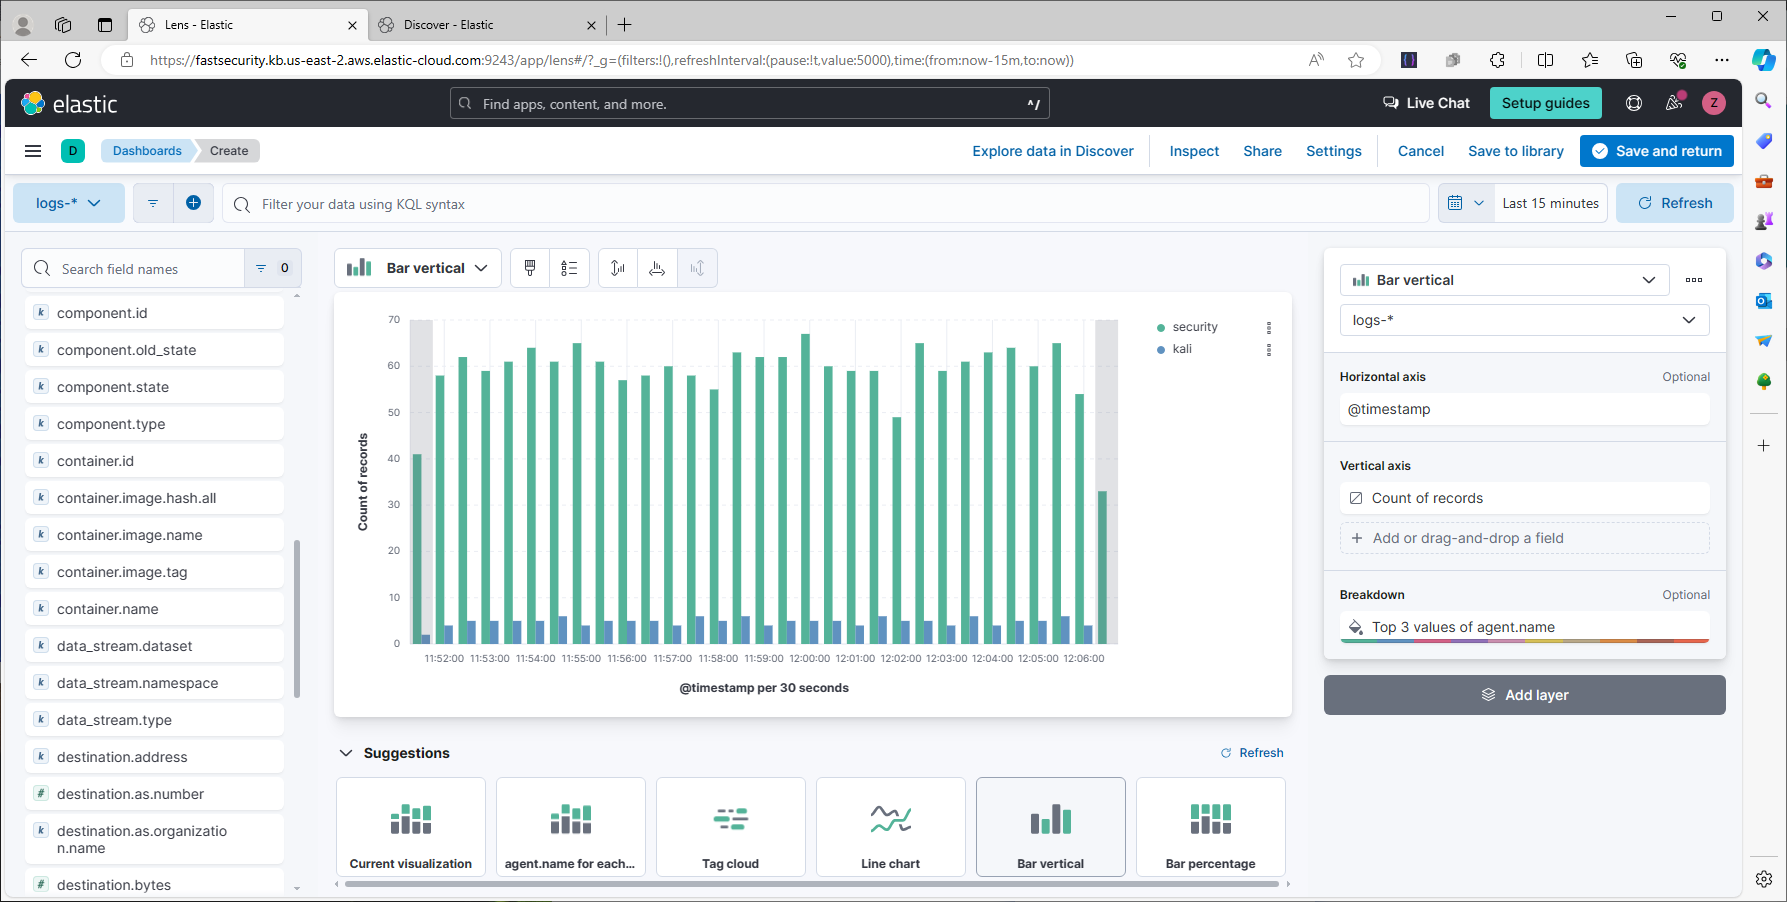 Lens - Elastic
Discover - Elastic
https://fastsecurity.kb.us-east-2.aws.elastic-cloud.com:9243/app/lens#/?_g=(filters:!(),refreshInterval:(pause:!t,value:5000),time:(from:now-15m,to:now))
elastic
Find apps, content, and more.
^/
Live Chat
Setup guides
Z
D
Dashboards
Create
Explore data in Discover
Inspect
Share
Settings
Cancel
Save to library
Save and return
logs-*
Filter your data using KQL syntax
Last 15 minutes
Refresh
Search field names
0
k component.id
k component.old_state
k component.state
k component.type
k container.id
k container.image.hash.all
k container.image.name
k container.image.tag
k container.name
k data_stream.dataset
k data_stream.namespace
k data_stream.type
k destination.address
# destination.as.number
k destination.as.organizatio
n.name
# destination.bytes
Bar vertical
70
60
50
40
30
20
10
0
Count of records
11:52:00 11:53:00 11:54:00 11:55:00 11:56:00 11:57:00 11:58:00 11:59:00 12:00:00 12:01:00 12:02:00 12:03:00 12:04:00 12:05:00 12:06:00
@timestamp per 30 seconds
security
kali
Suggestions
Refresh
Current visualization
agent.name for each...
Tag cloud
Line chart
Bar vertical
Bar percentage
Bar vertical
logs-*
Horizontal axis
Optional
@timestamp
Vertical axis
Count of records
Add or drag-and-drop a field
Breakdown
Optional
Top 3 values of agent.name
Add layer